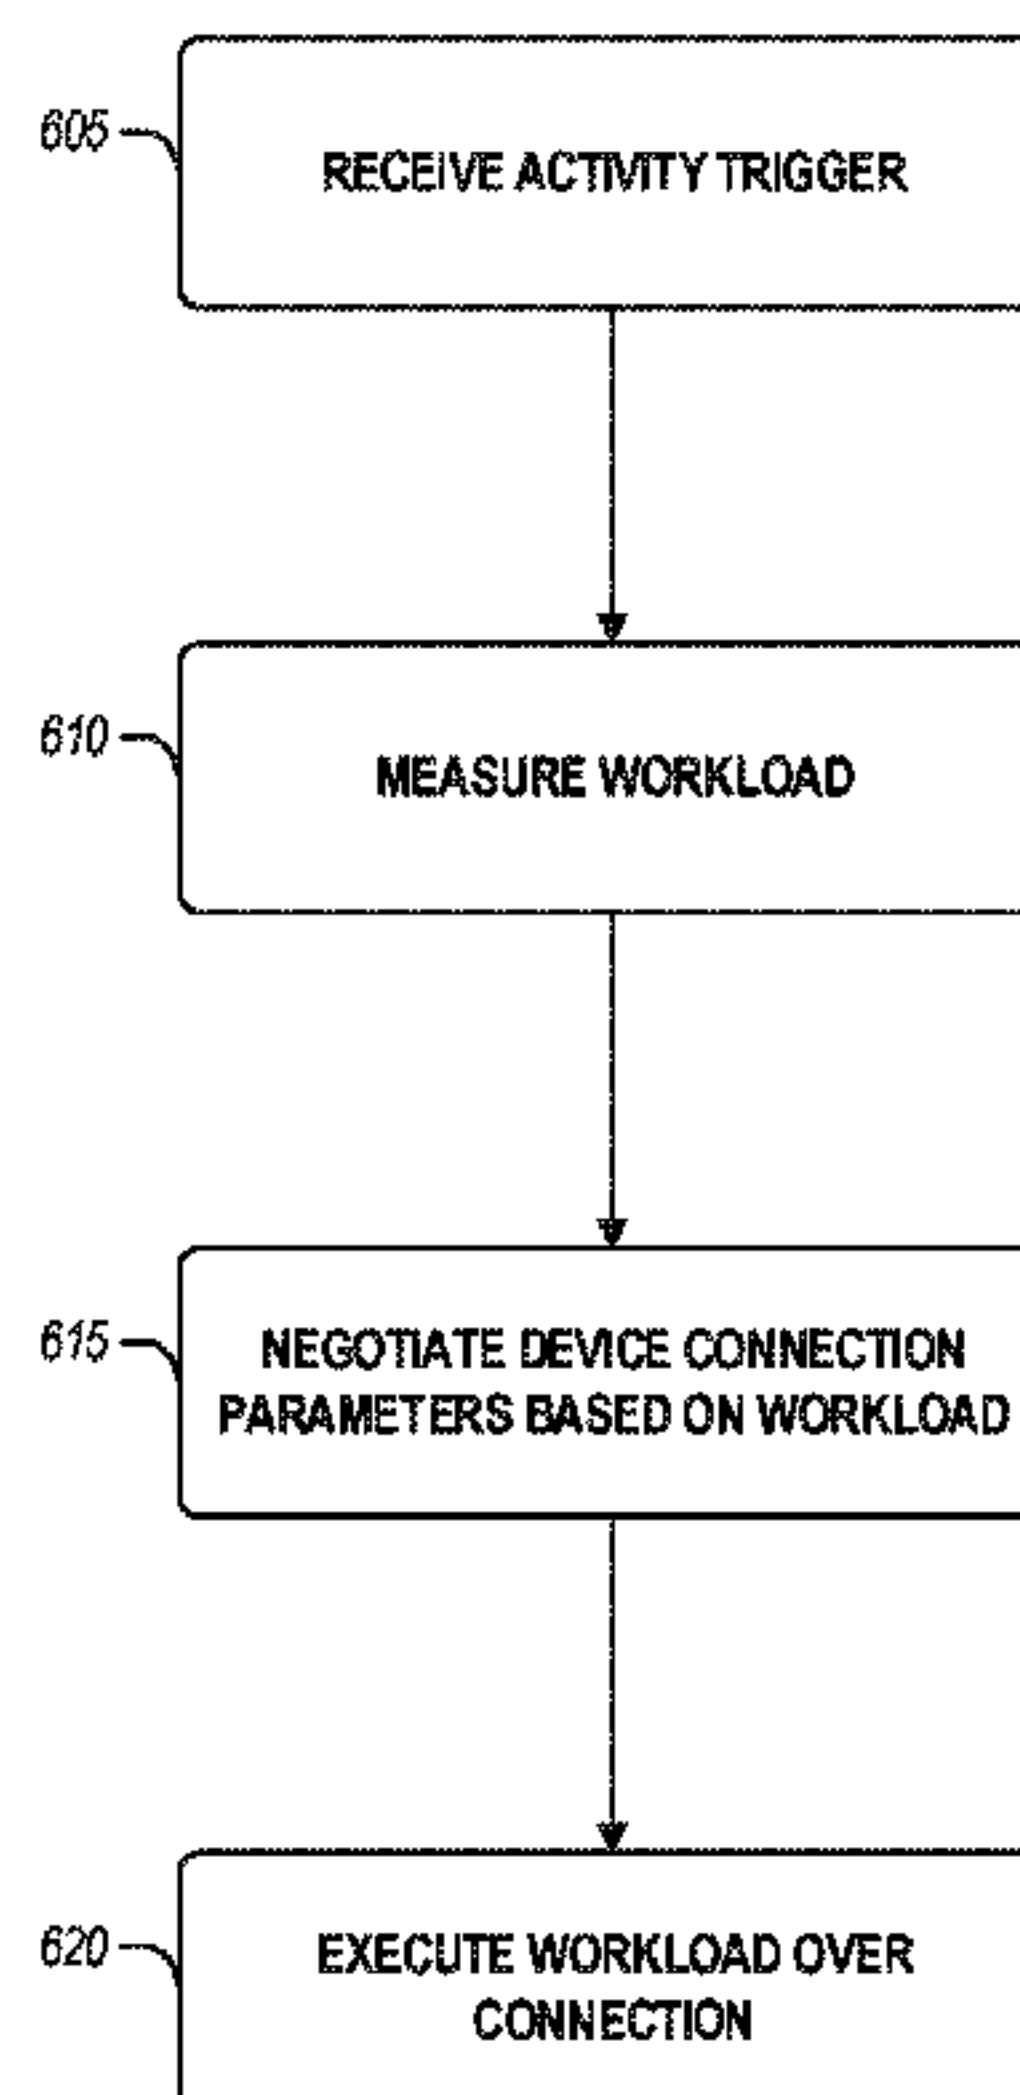 605
RECEIVE ACTIVITY TRIGGER
610
MEASURE WORKLOAD
615
NEGOTIATE DEVICE CONNECTION
PARAMETERS BASED ON WORKLOAD
620
EXECUTE WORKLOAD OVER
CONNECTION